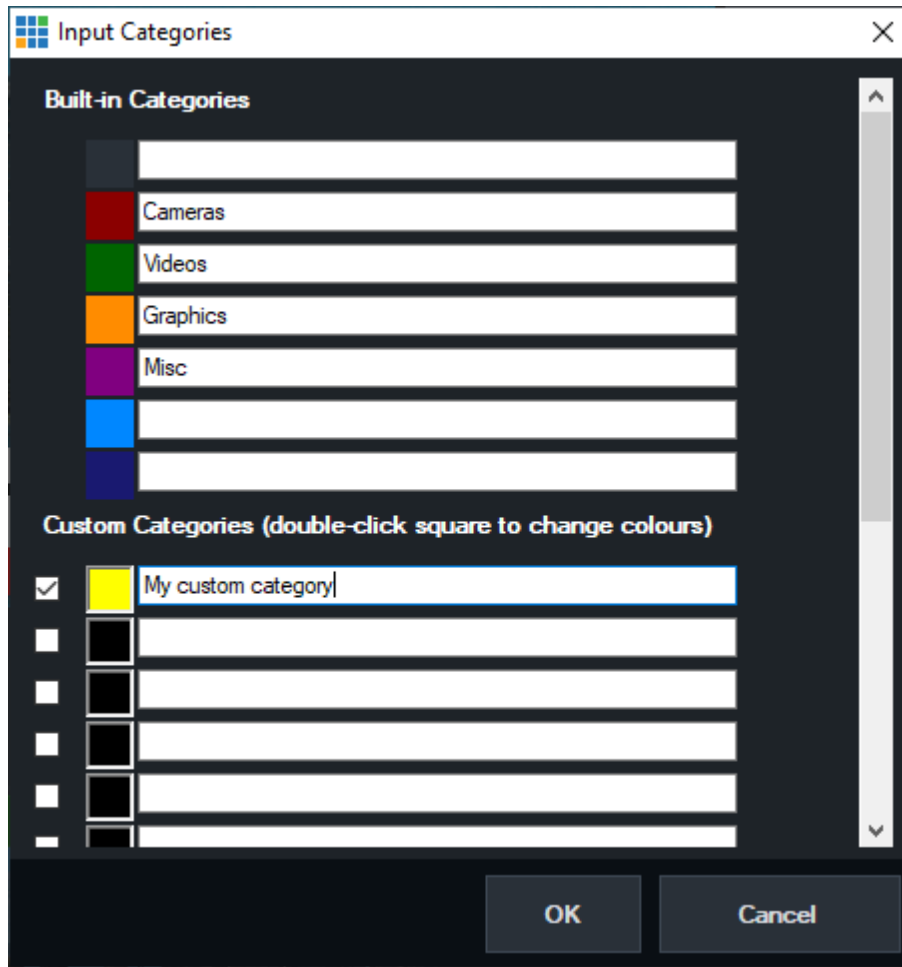 Input Categories
Built-in Categories
Cameras
Videos
Graphics
Misc
Custom Categories (double-click square to change colours)
My custom category
OK
Cancel